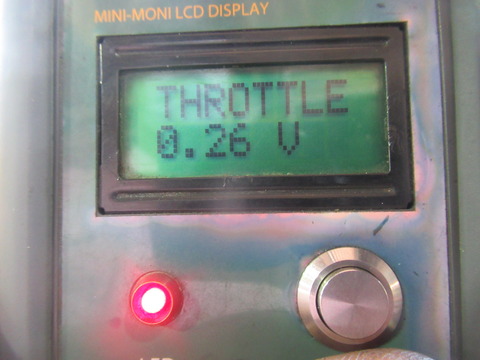 MINI-MONI LCD DISPLAY
THROTTLE
0.26 V